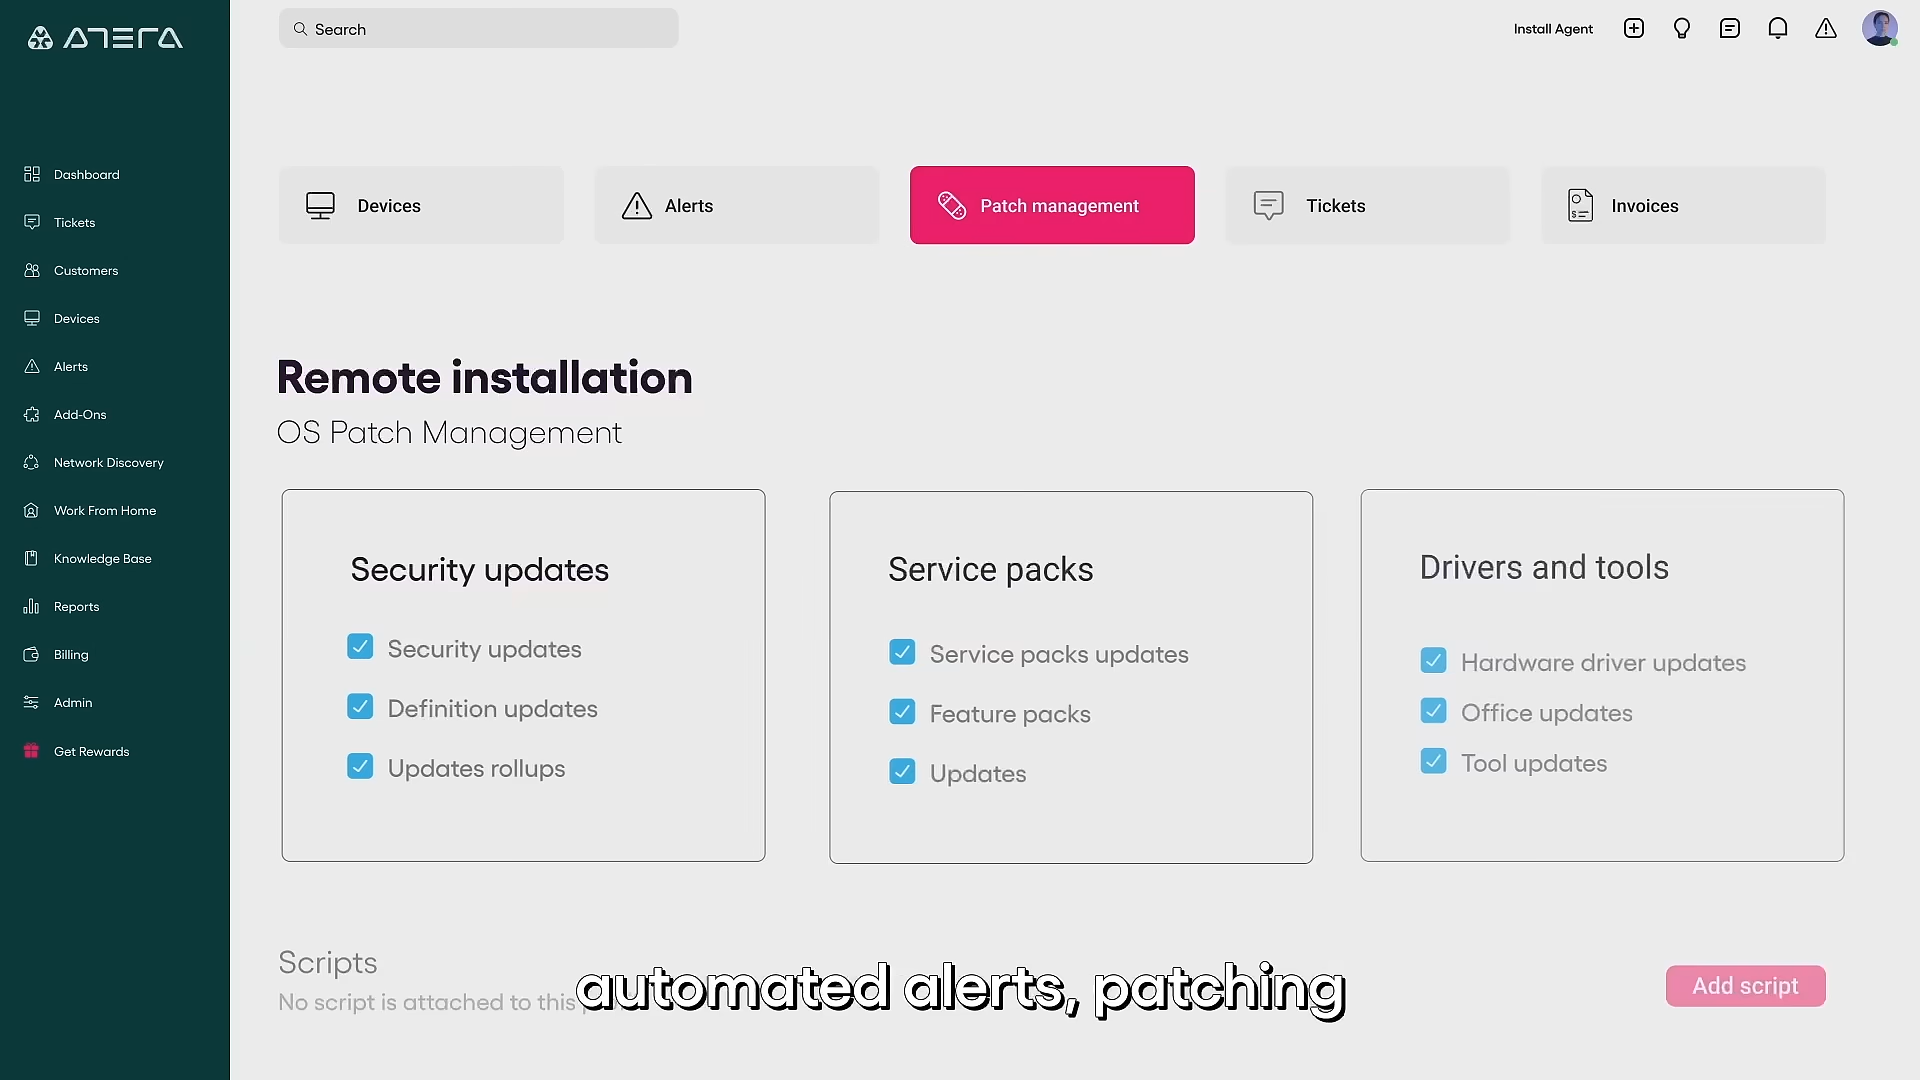 ATERA
Search
Install Agent
Dashboard
Tickets
Customers
Devices
Alerts
Add-Ons
Network Discovery
Work From Home
Knowledge Base
Reports
Billing
Admin
Get Rewards
Devices
Alerts
Patch management
Tickets
Invoices
Remote installation
OS Patch Management
Security updates
Security updates
Definition updates
Updates rollups
Service packs
Service packs updates
Feature packs
Updates
Drivers and tools
Hardware driver updates
Office updates
Tool updates
Scripts
No script is attached to this
Add script
automated alerts, patching